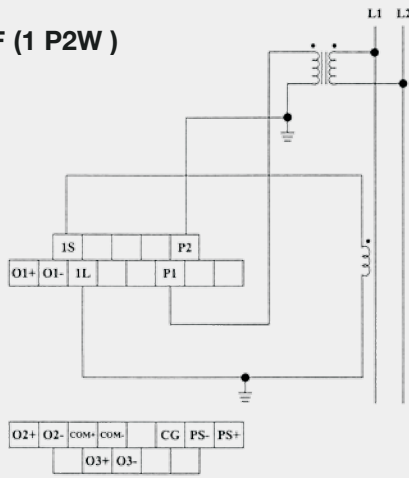 L1 L2
F (1 P2W )
1S P2
O1+ O1- 1L P1
O2+ O2- COM+ COM- CG PS- PS+
O3+ O3-